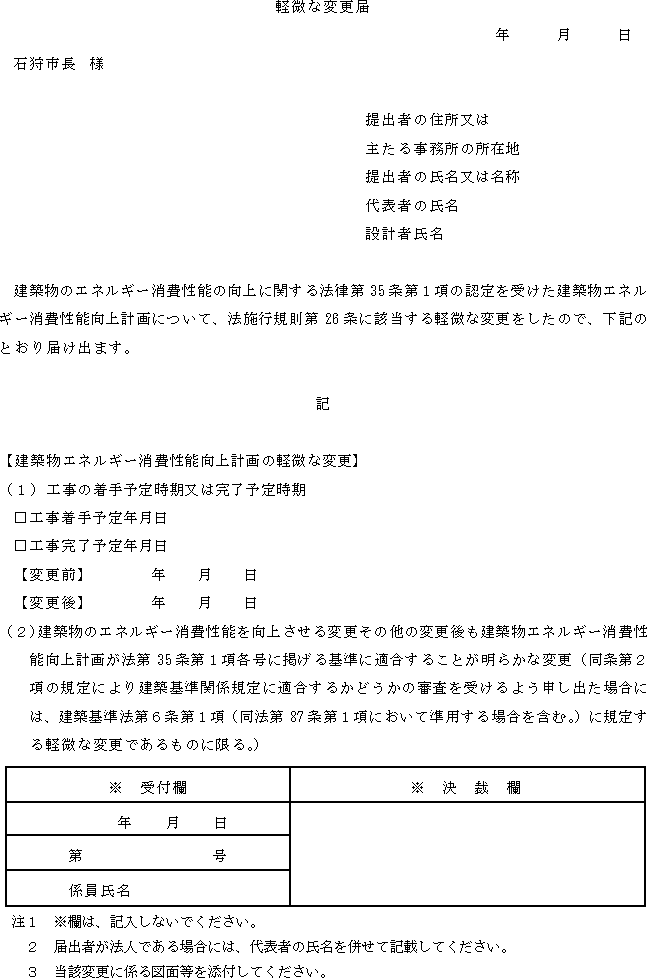 軽微な変更届
年　　　月　　　日
石狩市長　様
提出者の住所又は
主たる事務所の所在地
提出者の氏名又は名称
代表者の氏名
設計者氏名
建築物のエネルギー消費性能の向上に関する法律第 35 条第１項の認定を受けた建築物エネル
ギー消費性能向上計画について、法施行規則第 26 条に該当する軽微な変更をしたので、下記の
とおり届け出ます。
記
【建築物エネルギー消費性能向上計画の軽微な変更】
（１）工事の着手予定時期又は完了予定時期
□工事着手予定年月日
□工事完了予定年月日
【変更前】　　　　年　　月　　日
【変更後】　　　　年　　月　　日
（２）建築物のエネルギー消費性能を向上させる変更その他の変更後も建築物エネルギー消費性
能向上計画が法第 35 条第１項各号に掲げる基準に適合することが明らかな変更（同条第２
項の規定により建築基準関係規定に適合するかどうかの審査を受けるよう申し出た場合に
は、建築基準法第６条第１項（同法第 87 条第１項において準用する場合を含む。）に規定す
る軽微な変更であるものに限る。）
※　受付欄　　　※　決　裁　欄
年　　月　　日
第　　　　　　　　号
係員氏名
注１　※欄は、記入しないでください。
２　届出者が法人である場合には、代表者の氏名を併せて記載してください。
３　当該変更に係る図面等を添付してください。